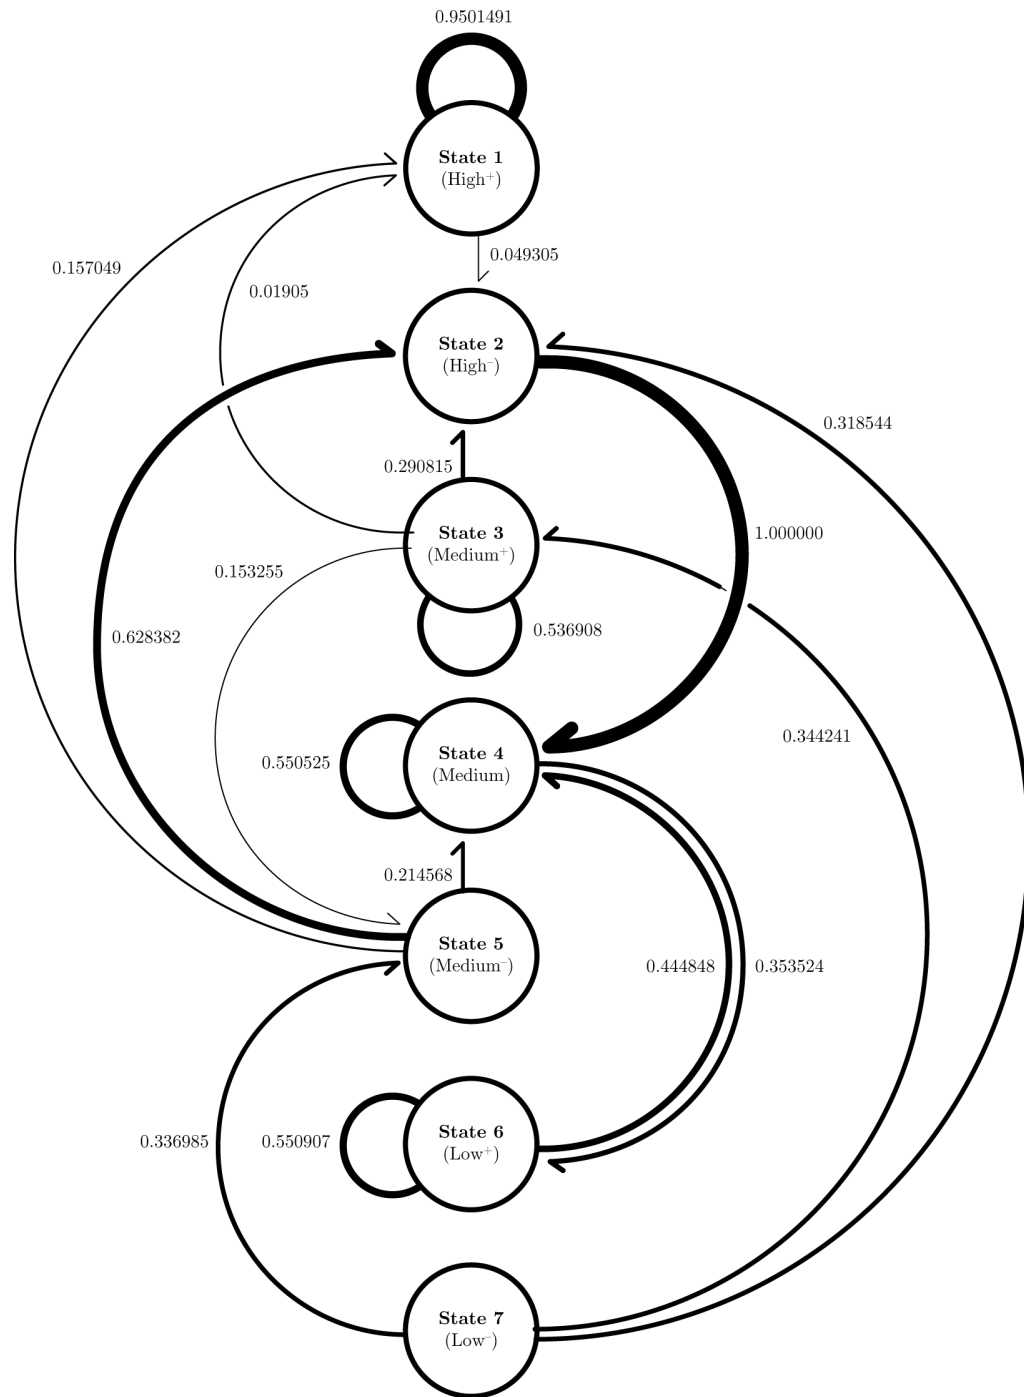 0.9501491
State 1
(High⁺)
0.049305
0.157049
0.01905
State 2
(High⁻)
0.318544
0.290815
State 3
(Medium⁺)
1.000000
0.153255
0.536908
0.628382
0.344241
State 4
(Medium)
0.550525
0.214568
State 5
(Medium⁻)
0.444848
0.353524
State 6
(Low⁺)
0.336985
0.550907
State 7
(Low⁻)